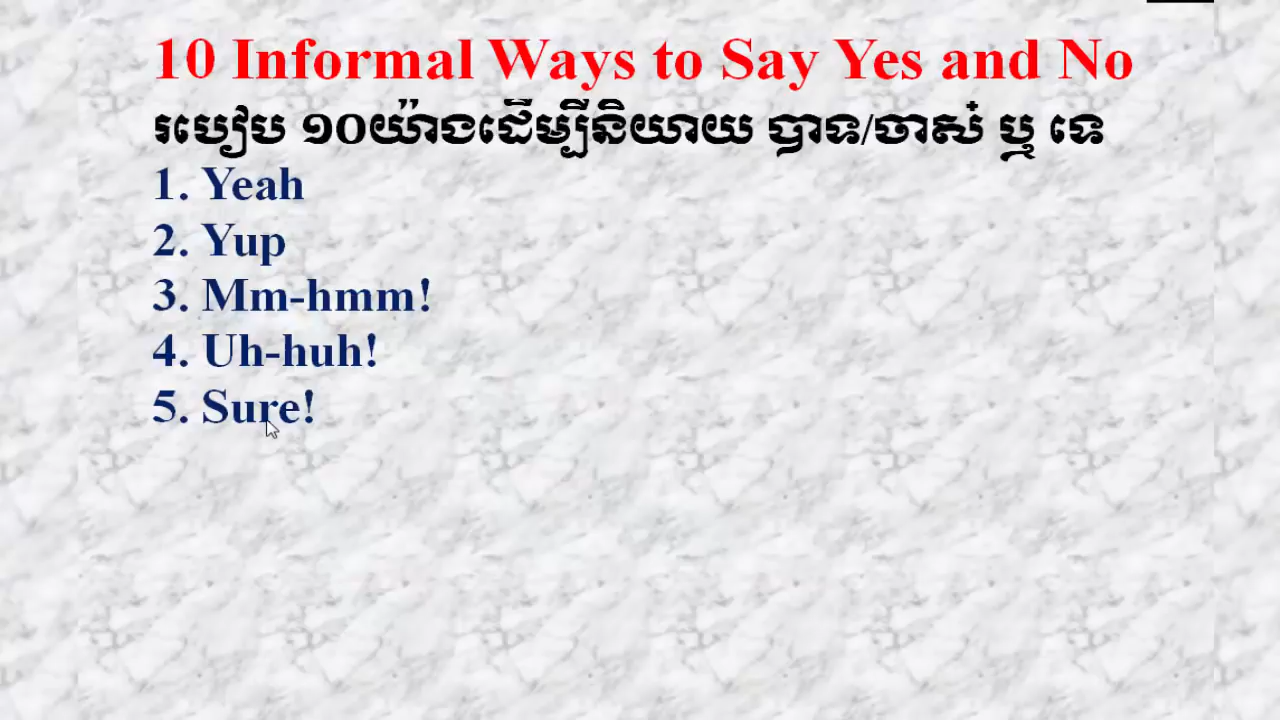 10 Informal Ways to Say Yes and No
របៀប ១០យ៉ាងដើម្បីនិយាយ បាទ/ចាស៎ ឬ ទេ
1. Yeah
2. Yup
3. Mm-hmm!
4. Uh-huh!
5. Sure!